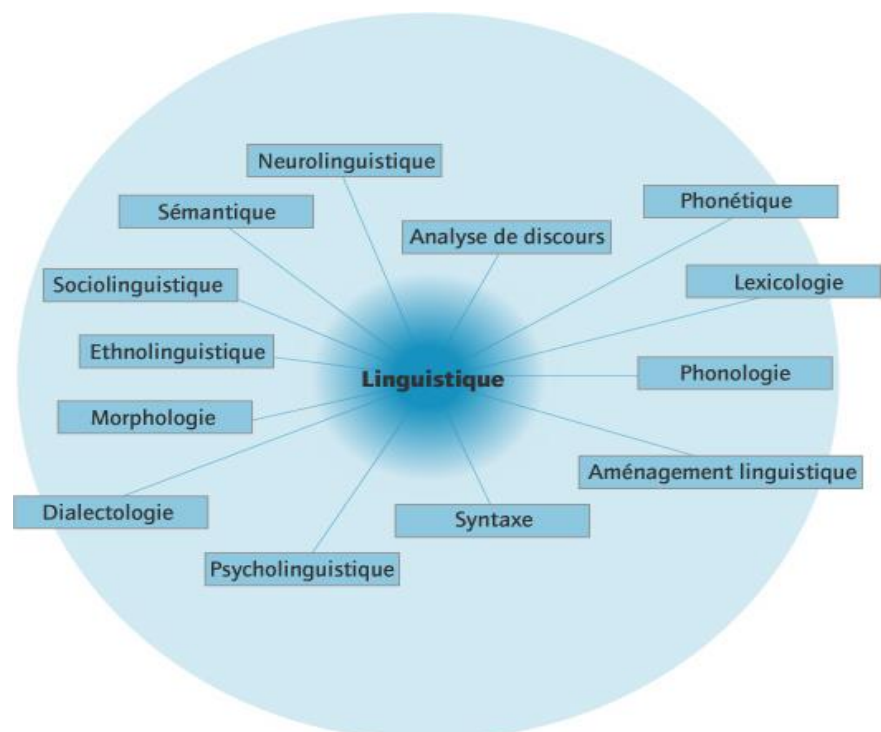 Neurolinguistique
Sémantique
Phonétique
Analyse de discours
Sociolinguistique
Lexicologie
Ethnolinguistique
Linguistique
Phonologie
Morphologie
Aménagement linguistique
Dialectologie
Syntaxe
Psycholinguistique